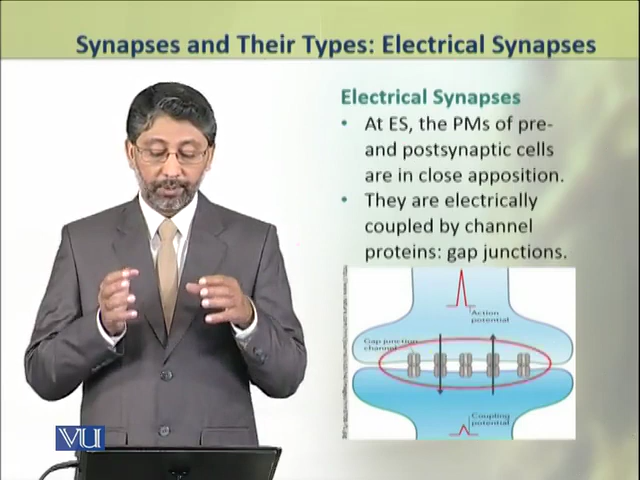 Synapses and Their Types: Electrical Synapses
Electrical Synapses
• At ES, the PMs of pre-
and postsynaptic cells
are in close apposition.
• They are electrically
coupled by channel
proteins: gap junctions.
Action
potential
Gap junction
channel
Coupling
potential
VU